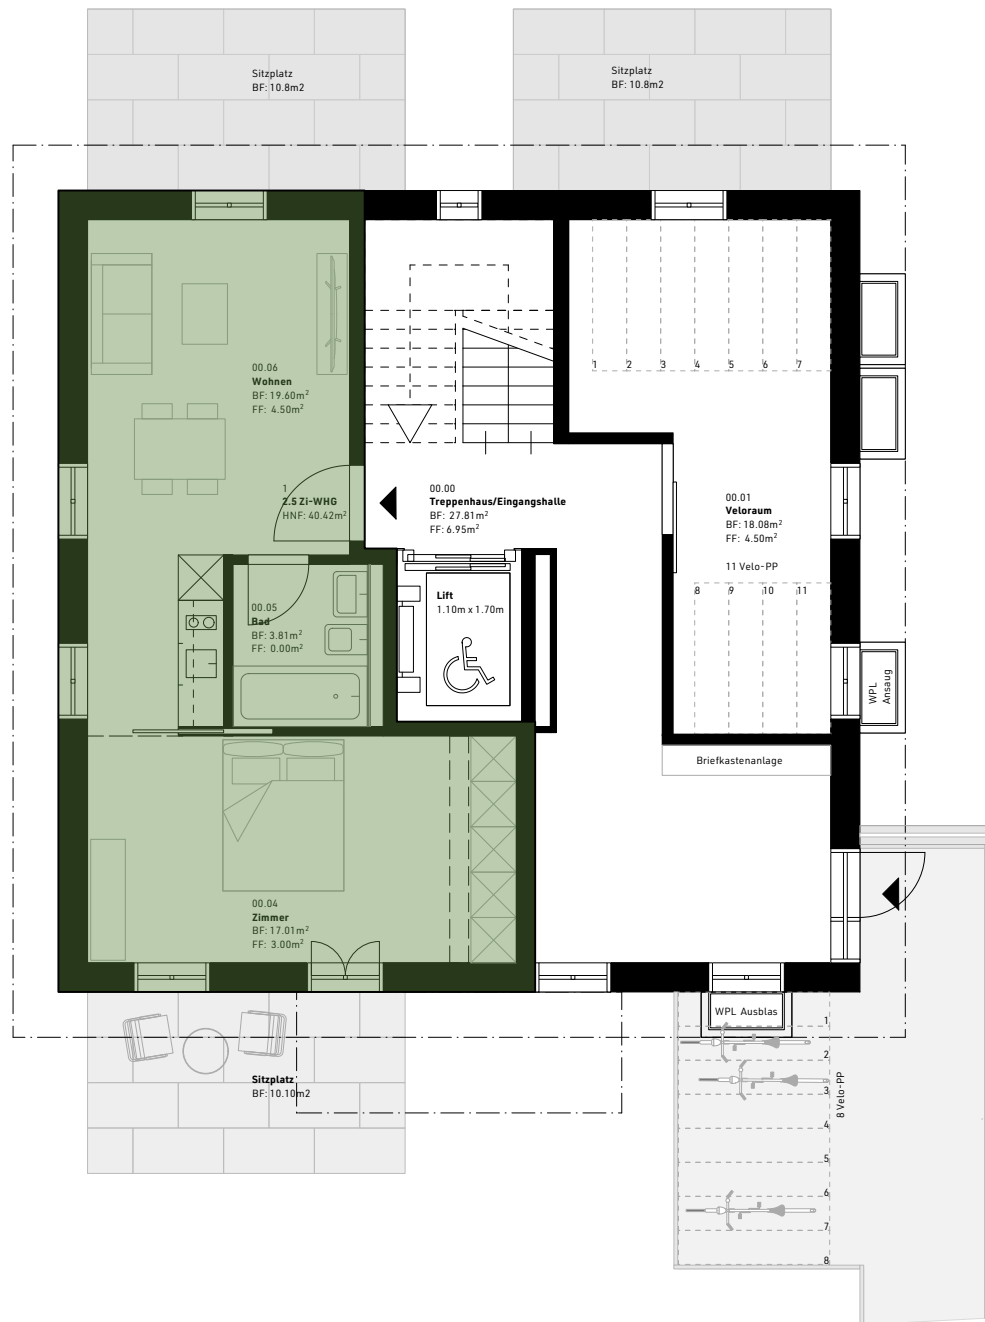 Sitzplatz
BF: 10.8m2
Sitzplatz
BF: 10.8m2
00.06
Wohnen
BF: 19.60m²
FF: 4.50m²
1 2 3 4 5 6 7
1
2.5 Zi-WHG
HNF: 40.42m²
00.00
Treppenhaus/Eingangshalle
BF: 27.81m²
FF: 6.95m²
00.01
Veloraum
BF: 18.08m²
FF: 4.50m²
11 Velo-PP
8 9 10 11
00.05
Bad
BF: 3.81m²
FF: 0.00m²
Lift
1.10m x 1.70m
WPL
Ansaug
Briefkastenanlage
00.04
Zimmer
BF: 17.01m²
FF: 3.00m²
WPL Ausblas
Sitzplatz
BF: 10.10m2
1
2
3
4
5
6
7
8
8 Velo-PP